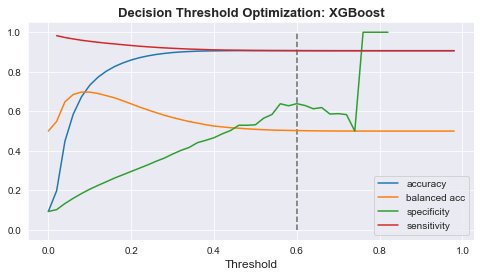 Decision Threshold Optimization: XGBoost
1.0
0.8
0.6
0.4
0.2
0.0
accuracy
balanced acc
specificity
sensitivity
0.0 0.2 0.4 0.6 0.8 1.0
Threshold